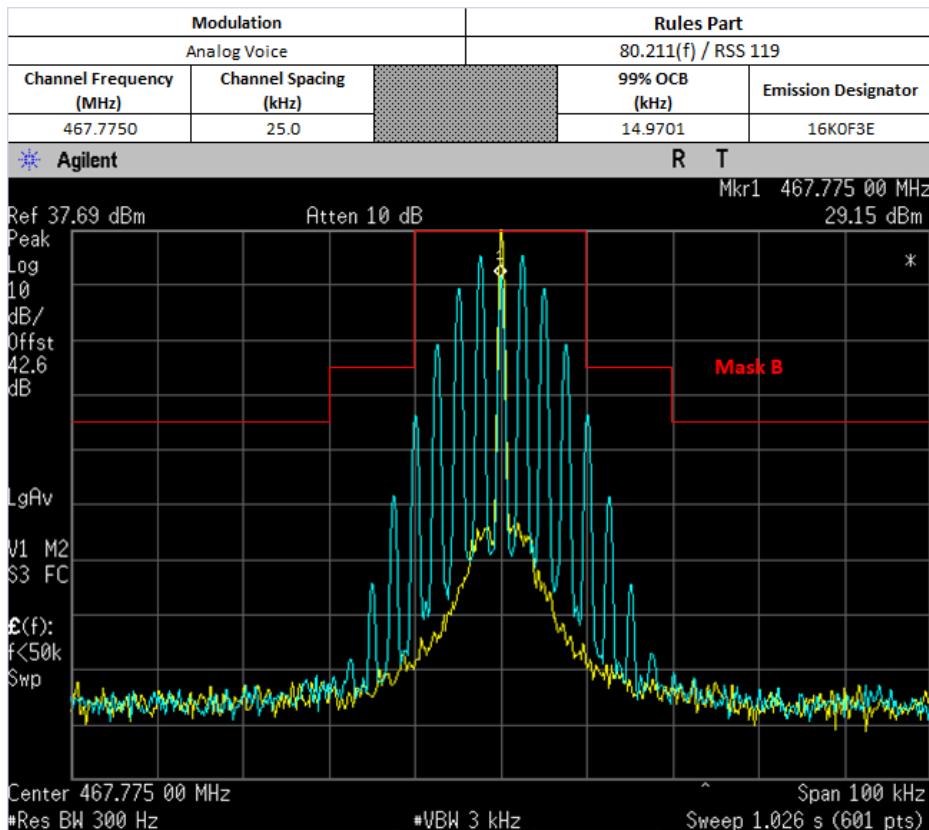 Modulation Rules Part
Analog Voice 80.211(f) / RSS 119
Channel Frequency (MHz) Channel Spacing (kHz) 99% OCB (kHz) Emission Designator
467.7750 25.0 14.9701 16K0F3E
Agilent R T
Mkr1 467.775 00 MHz
Ref 37.69 dBm Atten 10 dB 29.15 dBm
Peak
Log
10
dB/
Offst
42.6
dB
Mask B
1
*
LgAv
V1 M2
S3 FC
£(f):
f<50k
Swp
Center 467.775 00 MHz ^ Span 100 kHz
#Res BW 300 Hz #VBW 3 kHz Sweep 1.026 s (601 pts)